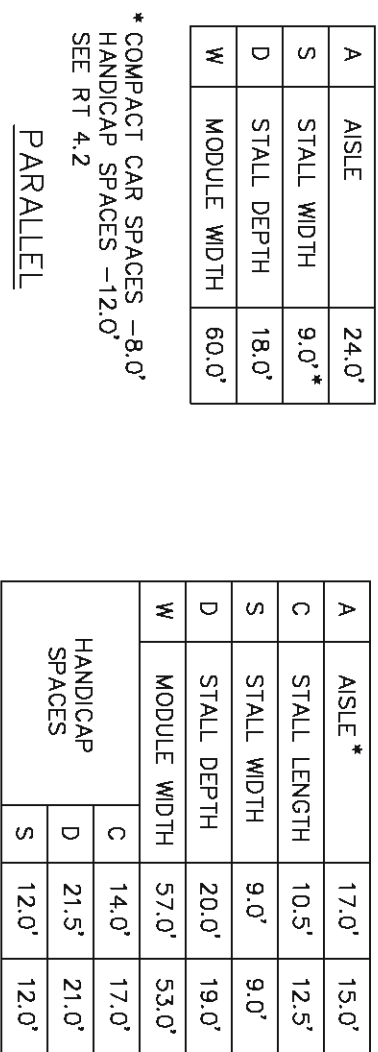 A AISLE 24.0'
S STALL WIDTH 9.0'*
D STALL DEPTH 18.0'
W MODULE WIDTH 60.0'
* COMPACT CAR SPACES -8.0'
HANDICAP SPACES -12.0'
SEE RT 4.2
PARALLEL
A AISLE* 17.0' 15.0'
C STALL LENGTH 10.5' 12.5'
S STALL WIDTH 9.0' 9.0'
D STALL DEPTH 20.0' 19.0'
W MODULE WIDTH 57.0' 53.0'
HANDICAP
SPACES
C 14.0' 17.0'
D 21.5' 21.0'
S 12.0' 12.0'